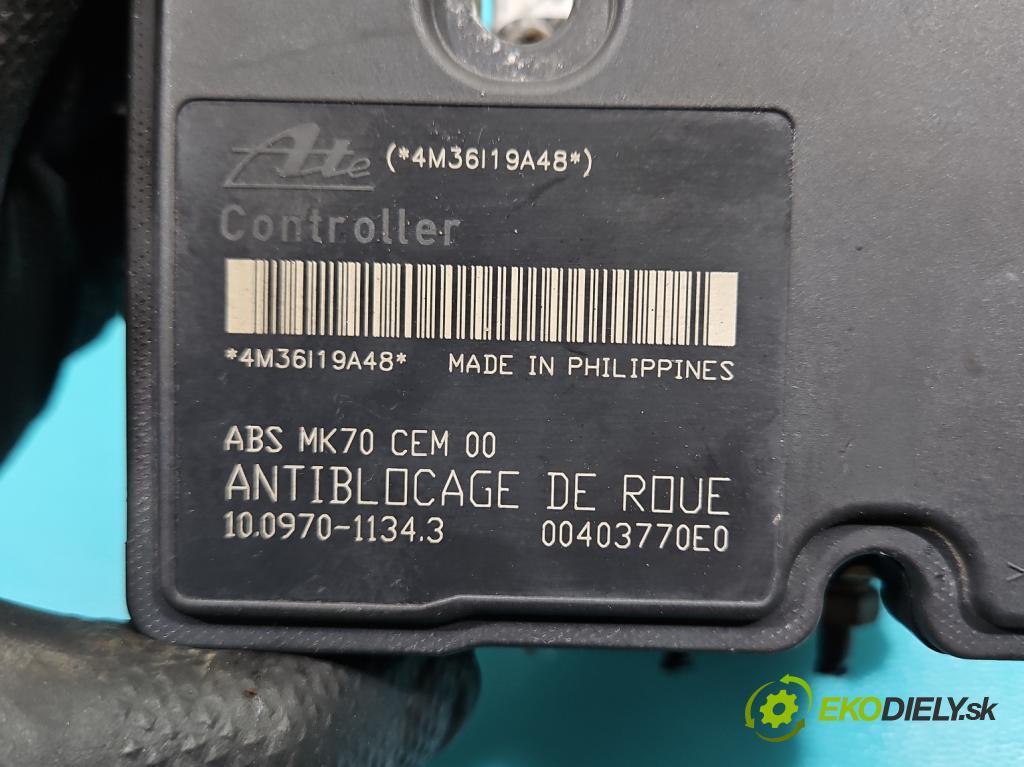 Ate (*4M36I19A48*)
Controller
*4M36I19A48* MADE IN PHILIPPINES
ABS MK70 CEM 00
ANTIBLOCAGE DE ROUE
10.0970-1134.3 00403770E0
EKODIELY.sk